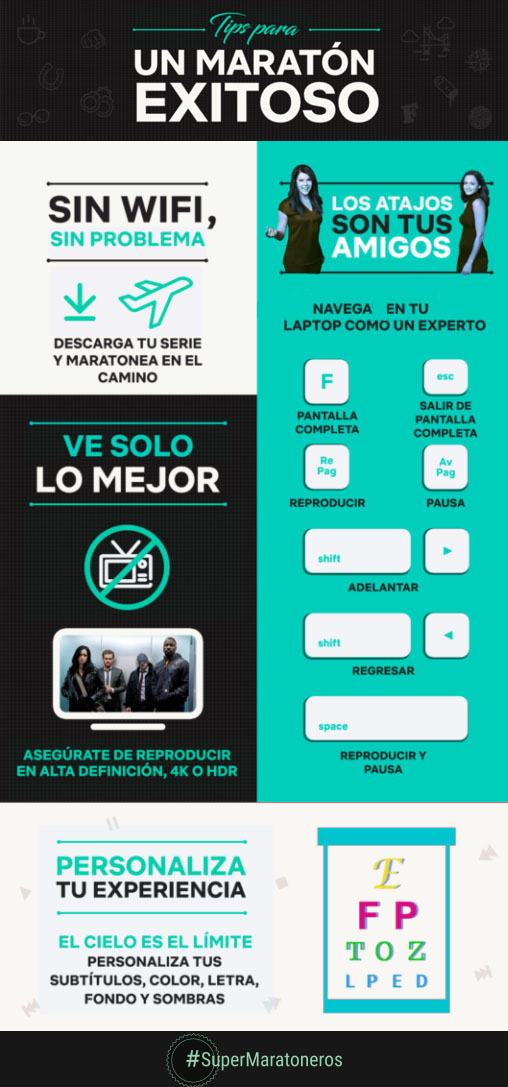 Tips para
UN MARATÓN
EXITOSO
SIN WIFI,
SIN PROBLEMA
DESCARGA TU SERIE
Y MARATONEA EN EL
CAMINO
VE SOLO
LO MEJOR
ASEGÚRATE DE REPRODUCIR
EN ALTA DEFINICIÓN, 4K O HDR
LOS ATAJOS
SON TUS
AMIGOS
NAVEGA EN TU
LAPTOP COMO UN EXPERTO
F
PANTALLA
COMPLETA
esc
SALIR DE
PANTALLA
COMPLETA
Re
Pag
REPRODUCIR
Av
Pag
PAUSA
shift
ADELANTAR
shift
REGRESAR
space
REPRODUCIR Y
PAUSA
PERSONALIZA
TU EXPERIENCIA
EL CIELO ES EL LÍMITE
PERSONALIZA TUS
SUBTÍTULOS, COLOR, LETRA,
FONDO Y SOMBRAS
E
F P
T O Z
L P E D
#SuperMaratoneros